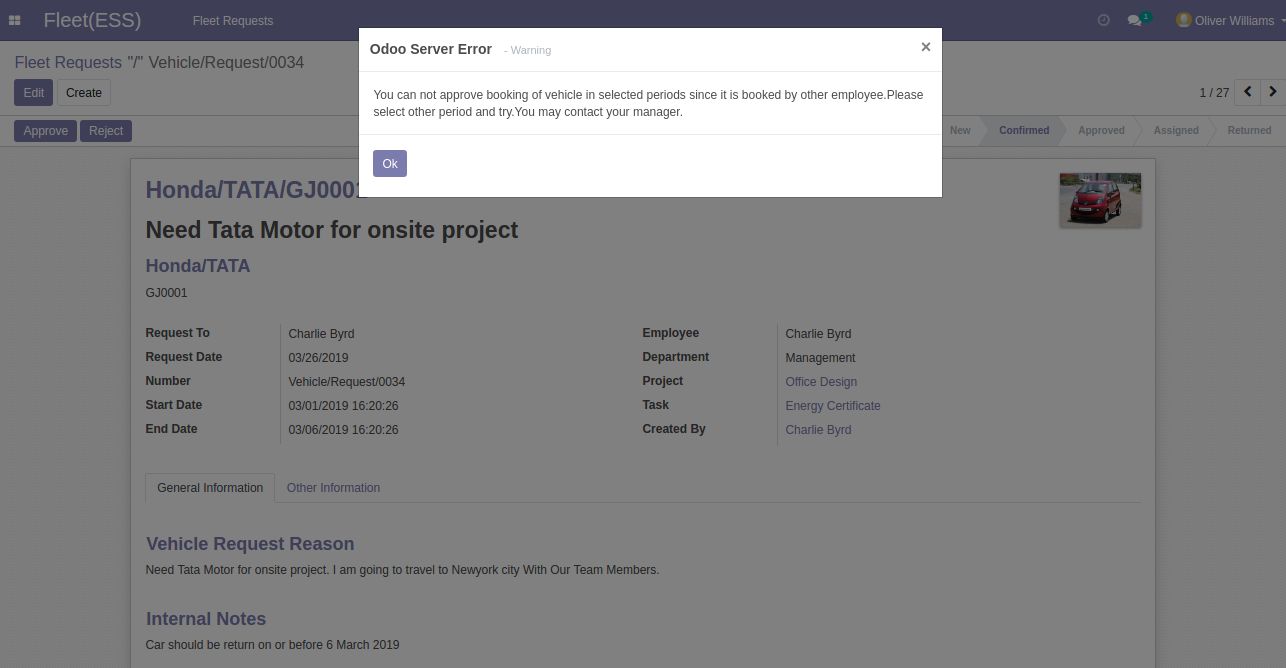 Fleet(ESS) Fleet Requests 1 Oliver Williams
Odoo Server Error - Warning ×
Fleet Requests "/" Vehicle/Request/0034
Edit Create 1 / 27
You can not approve booking of vehicle in selected periods since it is booked by other employee.Please
select other period and try.You may contact your manager.
Approve Reject New Confirmed Approved Assigned Returned
Ok
Honda/TATA/GJ0001
Need Tata Motor for onsite project
Honda/TATA
GJ0001
Request To Charlie Byrd Employee Charlie Byrd
Request Date 03/26/2019 Department Management
Number Vehicle/Request/0034 Project Office Design
Start Date 03/01/2019 16:20:26 Task Energy Certificate
End Date 03/06/2019 16:20:26 Created By Charlie Byrd
General Information Other Information
Vehicle Request Reason
Need Tata Motor for onsite project. I am going to travel to Newyork city With Our Team Members.
Internal Notes
Car should be return on or before 6 March 2019